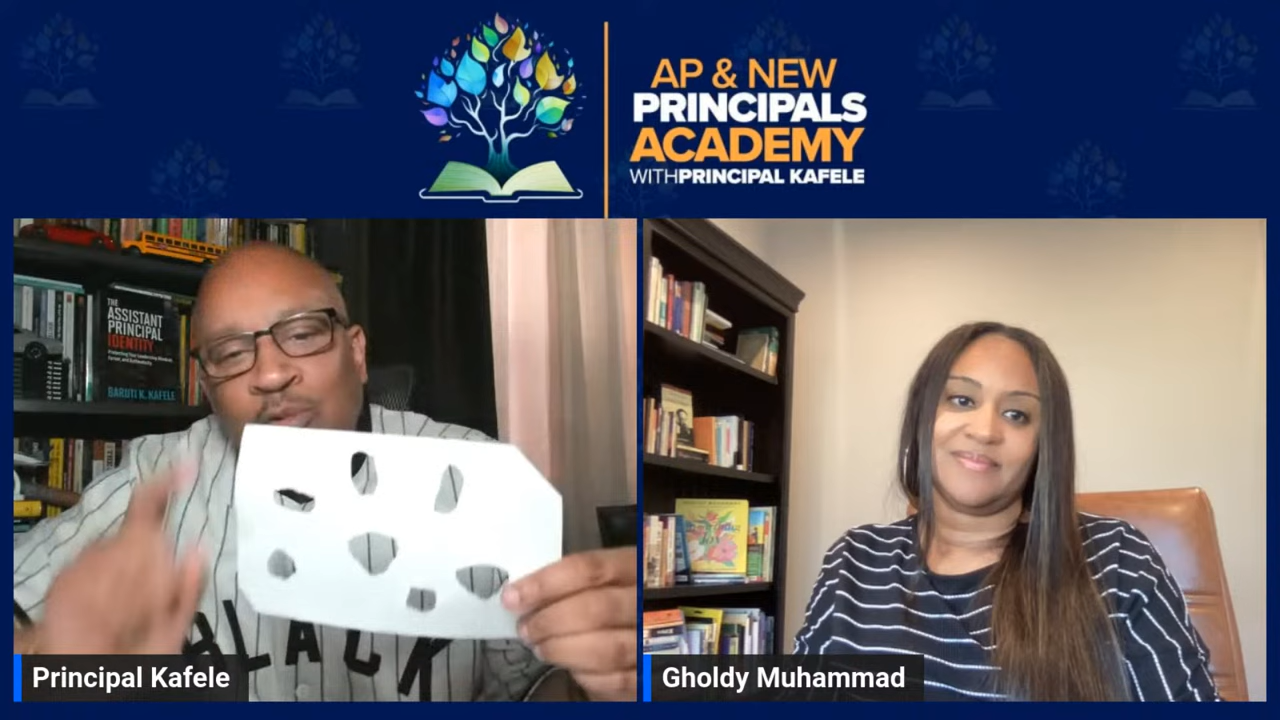 AP & NEW
PRINCIPALS
ACADEMY
WITH PRINCIPAL KAFELE
THE
ASSISTANT
PRINCIPAL
IDENTITY
BARUTI K. KAFELE
BLACK
Principal Kafele
Gholdy Muhammad